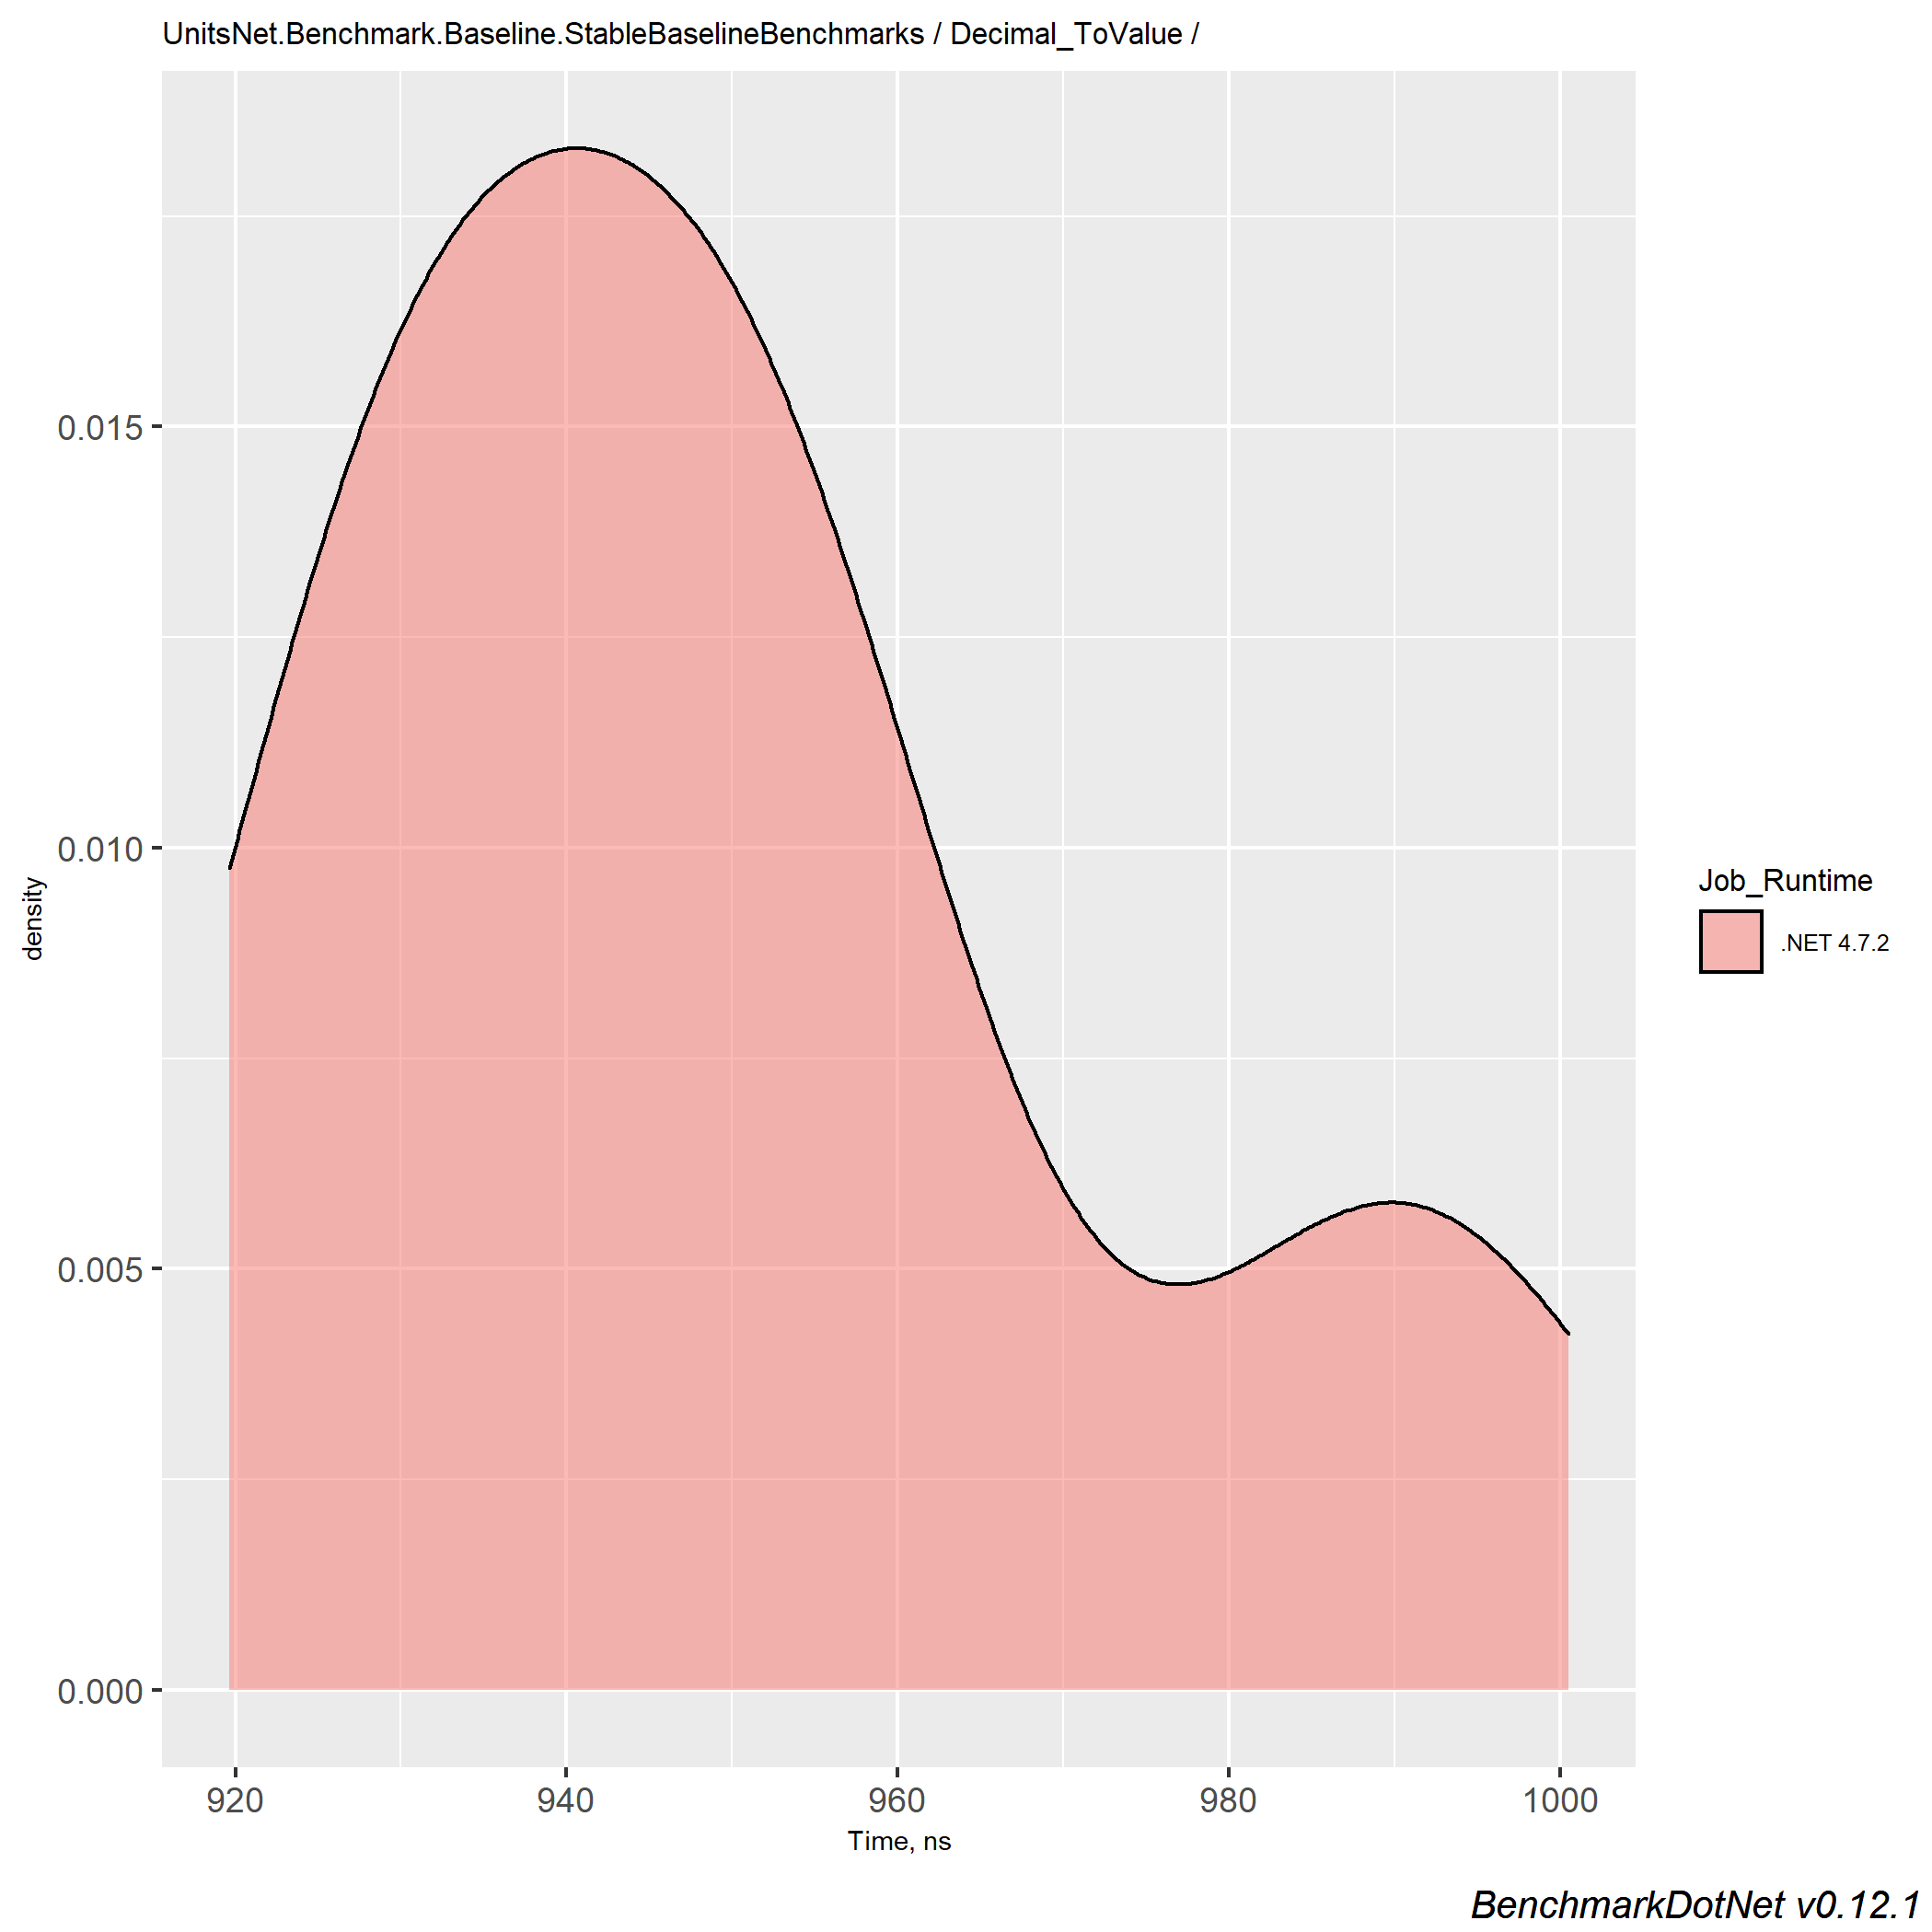 UnitsNet.Benchmark.Baseline.StableBaselineBenchmarks / Decimal_ToValue /
0.015
0.010
0.005
0.000
density
920 940 960 980 1000
Time, ns
Job_Runtime
.NET 4.7.2
BenchmarkDotNet v0.12.1